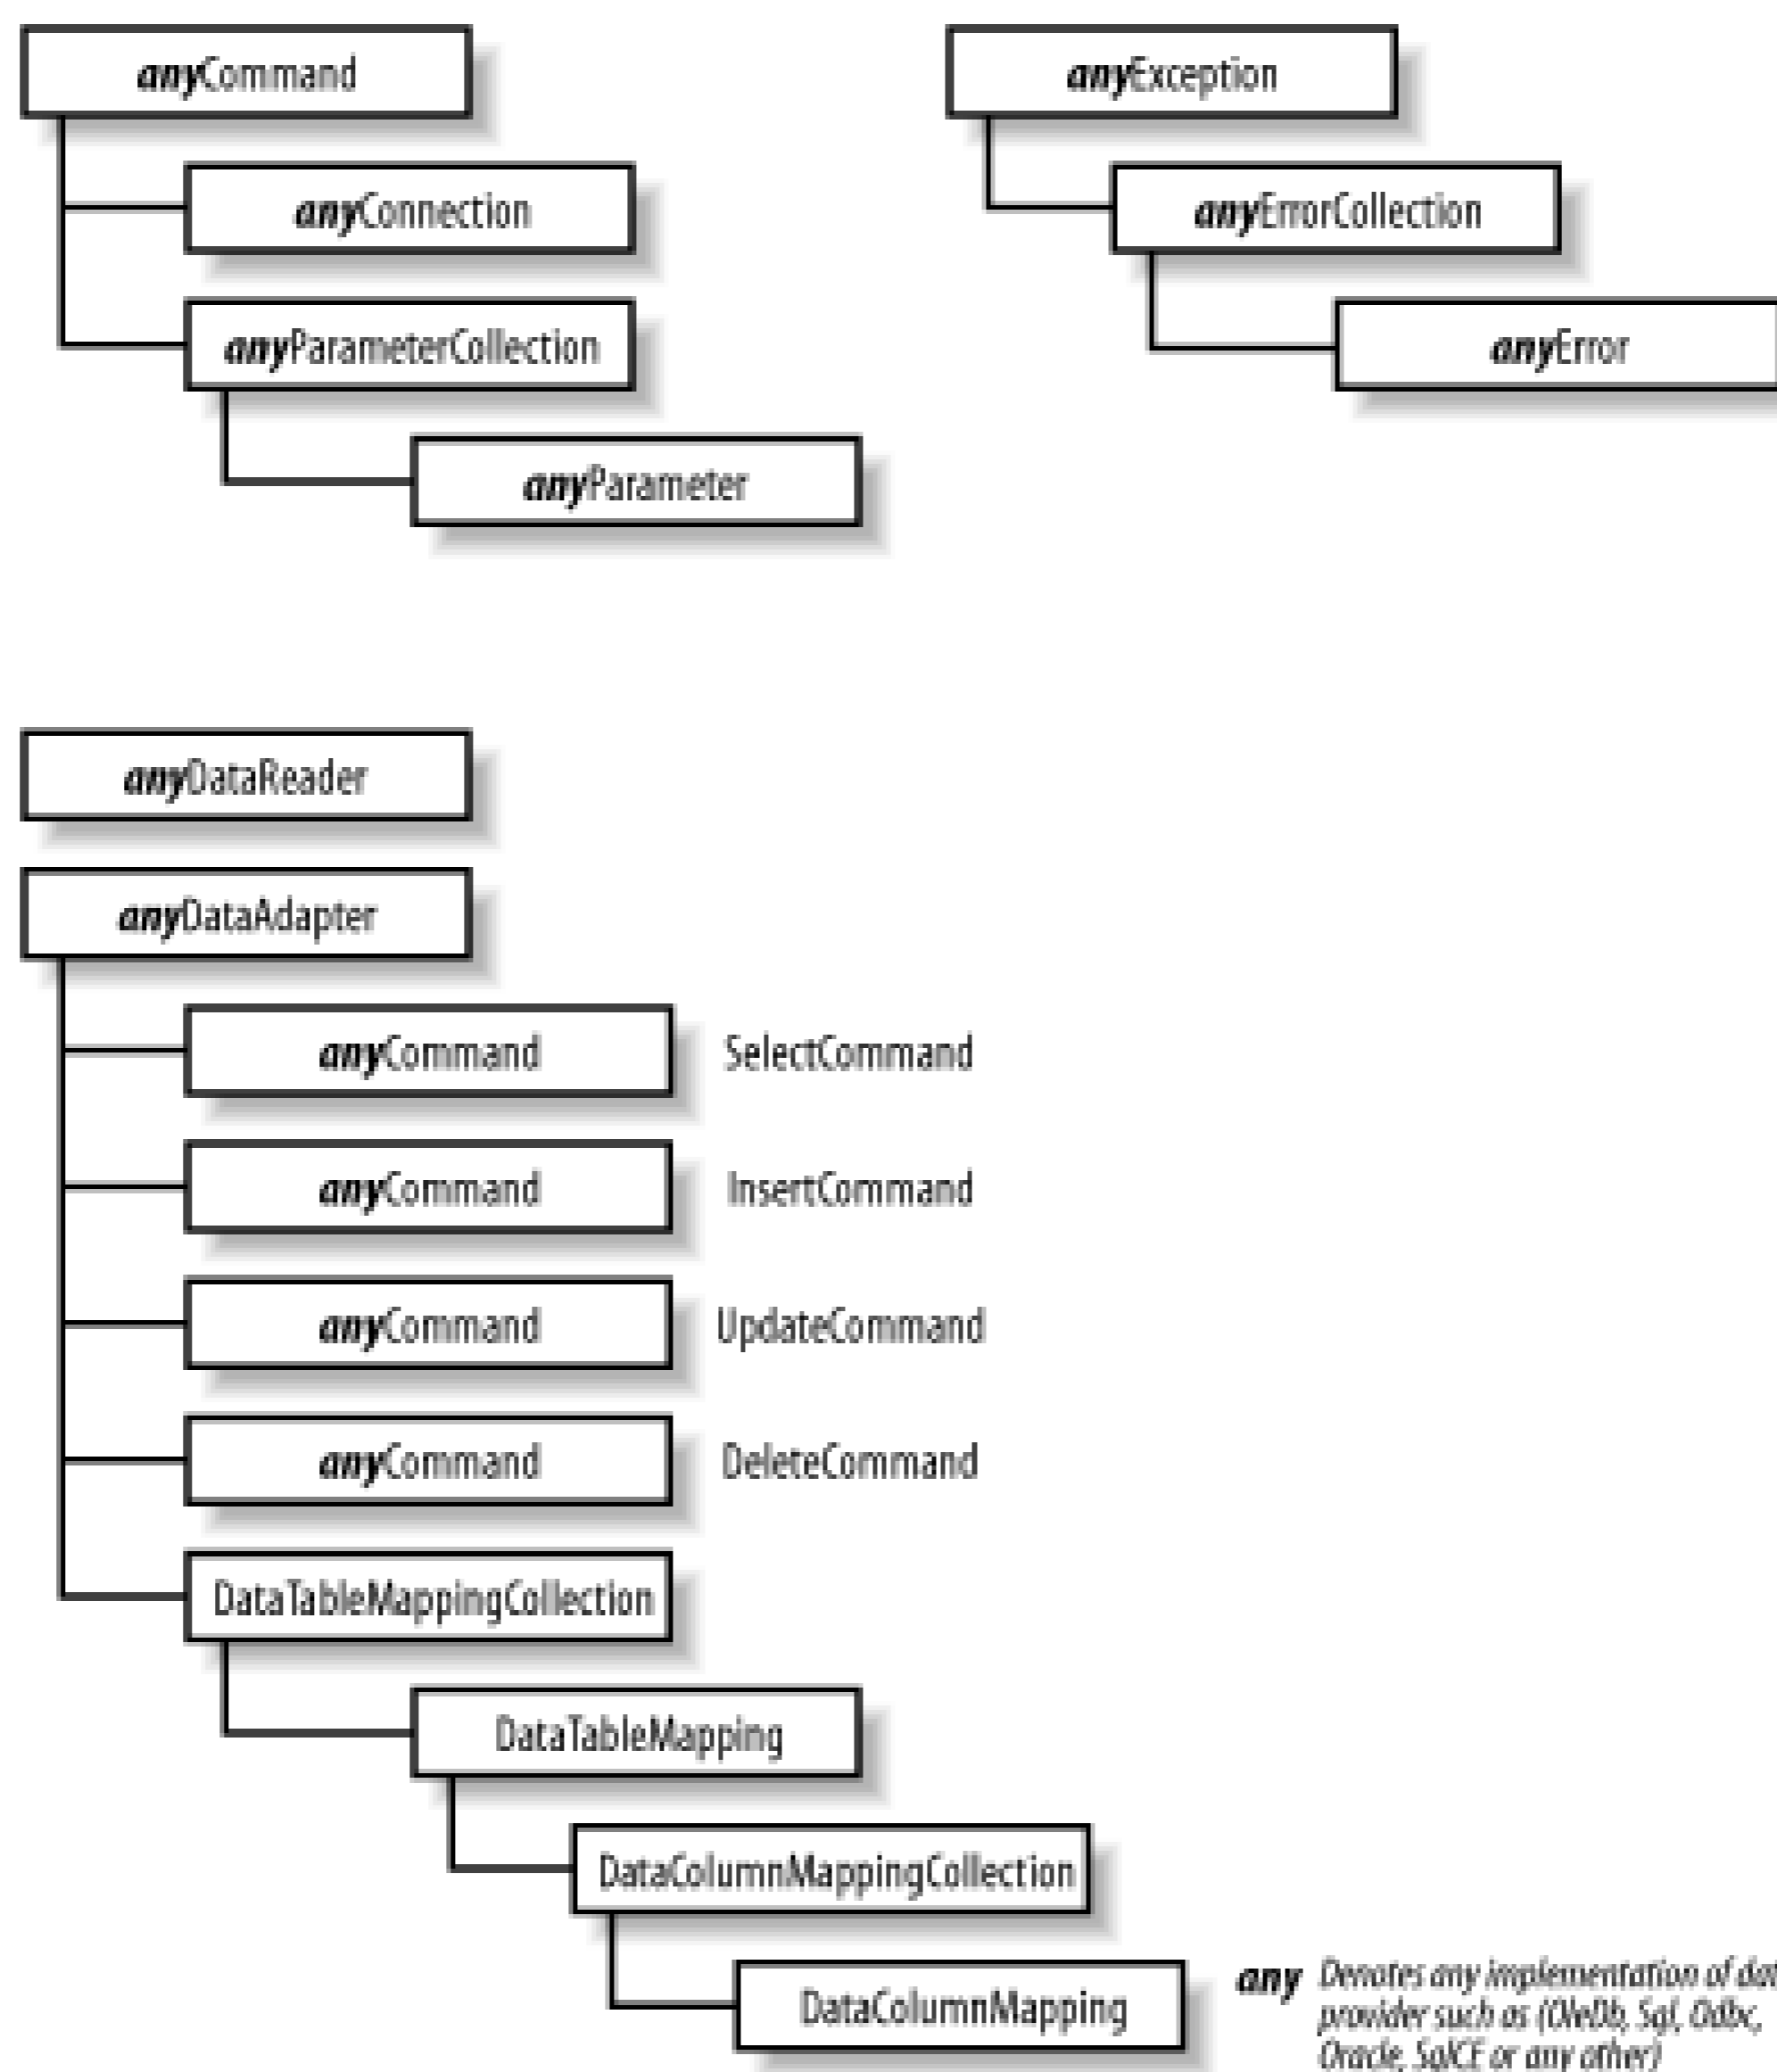 anyCommand
anyConnection
anyParameterCollection
anyParameter
anyException
anyErrorCollection
anyError
anyDataReader
anyDataAdapter
anyCommand SelectCommand
anyCommand InsertCommand
anyCommand UpdateCommand
anyCommand DeleteCommand
DataTableMappingCollection
DataTableMapping
DataColumnMappingCollection
DataColumnMapping
any Denotes any implementation of dat
provider such as (OleDb, Sql, Odbc,
Oracle, SqlCE or any other)